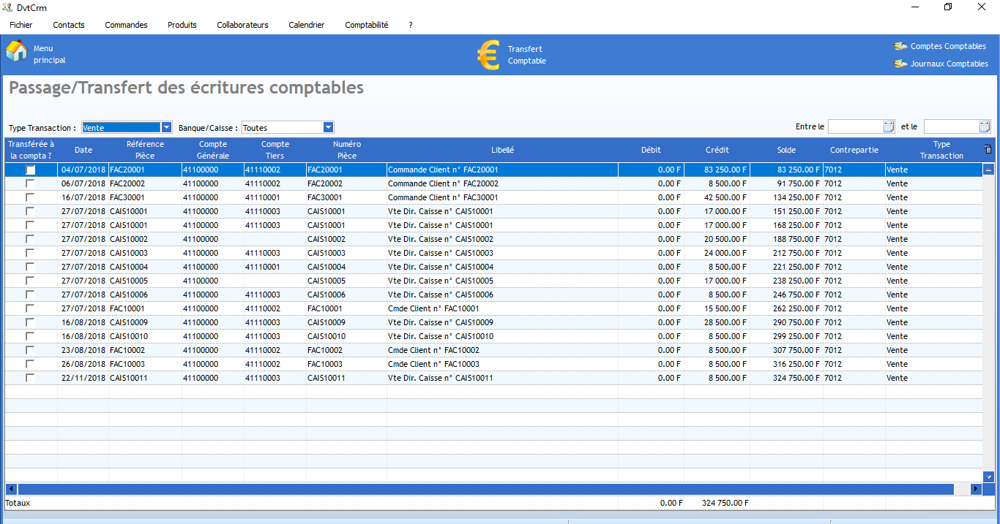 DvtCrm
Fichier Contacts Commandes Produits Collaborateurs Calendrier Comptabilité ?
Menu principal
Transfert Comptable
Comptes Comptables
Journaux Comptables
Passage/Transfert des écritures comptables
Type Transaction : Vente Banque/Caisse : Toutes Entre le et le
Transférée à la compta ? Date Référence Pièce Compte Générale Compte Tiers Numéro Pièce Libellé Débit Crédit Solde Contrepartie Type Transaction
04/07/2018 FAC20001 41100000 41110002 FAC20001 Commande Client n° FAC20001 0.00 F 83 250.00 F 83 250.00 F 7012 Vente
06/07/2018 FAC20002 41100000 41110002 FAC20002 Commande Client n° FAC20002 0.00 F 8 500.00 F 91 750.00 F 7012 Vente
16/07/2018 FAC30001 41100000 41110001 FAC30001 Commande Client n° FAC30001 0.00 F 42 500.00 F 134 250.00 F 7012 Vente
27/07/2018 CAIS10001 41100000 41110003 CAIS10001 Vte Dir. Caisse n° CAIS10001 0.00 F 17 000.00 F 151 250.00 F 7012 Vente
27/07/2018 CAIS10001 41100000 41110003 CAIS10001 Vte Dir. Caisse n° CAIS10001 0.00 F 17 000.00 F 168 250.00 F 7012 Vente
27/07/2018 CAIS10002 41100000 CAIS10002 Vte Dir. Caisse n° CAIS10002 0.00 F 20 500.00 F 188 750.00 F 7012 Vente
27/07/2018 CAIS10003 41100000 41110003 CAIS10003 Vte Dir. Caisse n° CAIS10003 0.00 F 24 000.00 F 212 750.00 F 7012 Vente
27/07/2018 CAIS10004 41100000 41110001 CAIS10004 Vte Dir. Caisse n° CAIS10004 0.00 F 8 500.00 F 221 250.00 F 7012 Vente
27/07/2018 CAIS10005 41100000 CAIS10005 Vte Dir. Caisse n° CAIS10005 0.00 F 17 000.00 F 238 250.00 F 7012 Vente
27/07/2018 CAIS10006 41100000 41110003 CAIS10006 Vte Dir. Caisse n° CAIS10006 0.00 F 8 500.00 F 246 750.00 F 7012 Vente
27/07/2018 FAC10001 41100000 41110002 FAC10001 Cmde Client n° FAC10001 0.00 F 15 500.00 F 262 250.00 F 7012 Vente
16/08/2018 CAIS10009 41100000 41110003 CAIS10009 Vte Dir. Caisse n° CAIS10009 0.00 F 28 500.00 F 290 750.00 F 7012 Vente
16/08/2018 CAIS10010 41100000 41110003 CAIS10010 Vte Dir. Caisse n° CAIS10010 0.00 F 8 500.00 F 299 250.00 F 7012 Vente
23/08/2018 FAC10002 41100000 41110002 FAC10002 Cmde Client n° FAC10002 0.00 F 8 500.00 F 307 750.00 F 7012 Vente
26/08/2018 FAC10003 41100000 41110002 FAC10003 Cmde Client n° FAC10003 0.00 F 8 500.00 F 316 250.00 F 7012 Vente
22/11/2018 CAIS10011 41100000 41110003 CAIS10011 Vte Dir. Caisse n° CAIS10011 0.00 F 8 500.00 F 324 750.00 F 7012 Vente
Totaux 0.00 F 324 750.00 F